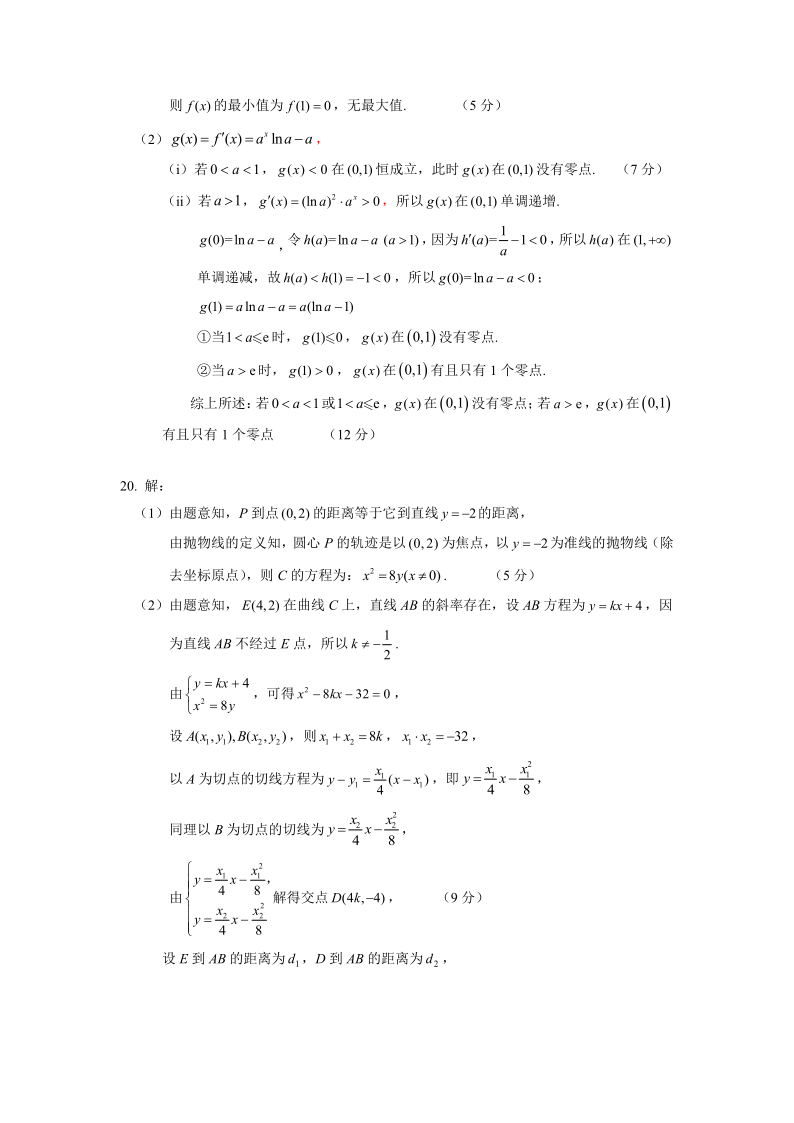 则 f(x) 的最小值为 f(1) = 0，无最大值. （5 分）
（2）g(x) = f′(x) = aˣ ln a − a，
（i）若 0 < a < 1，g(x) < 0 在 (0,1) 恒成立，此时 g(x) 在 (0,1) 没有零点. （7 分）
（ii）若 a > 1，g′(x) = (ln a)² · aˣ > 0，所以 g(x) 在 (0,1) 单调递增.
g(0)= ln a − a，令 h(a)= ln a − a (a > 1)，因为 h′(a)= 1/a − 1 < 0，所以 h(a) 在 (1, +∞)
单调递减，故 h(a) < h(1) = −1 < 0，所以 g(0)= ln a − a < 0；
g(1) = a ln a − a = a(ln a − 1)
①当 1 < a⩽e 时，g(1)⩽0，g(x) 在 (0,1) 没有零点.
②当 a > e 时，g(1) > 0，g(x) 在 (0,1) 有且只有 1 个零点.
综上所述：若 0 < a < 1 或 1 < a⩽e，g(x) 在 (0,1) 没有零点；若 a > e，g(x) 在 (0,1)
有且只有 1 个零点 （12 分）
20. 解：
（1）由题意知，P 到点 (0,2) 的距离等于它到直线 y = −2 的距离，
由抛物线的定义知，圆心 P 的轨迹是以 (0,2) 为焦点，以 y = −2 为准线的抛物线（除
去坐标原点），则 C 的方程为：x² = 8y(x ≠ 0). （5 分）
（2）由题意知，E(4,2) 在曲线 C 上，直线 AB 的斜率存在，设 AB 方程为 y = kx + 4，因
为直线 AB 不经过 E 点，所以 k ≠ −1/2.
由 { y = kx + 4
x² = 8y ，可得 x² − 8kx − 32 = 0，
设 A(x₁, y₁), B(x₂, y₂)，则 x₁ + x₂ = 8k，x₁ · x₂ = −32，
以 A 为切点的切线方程为 y − y₁ = x₁/4 (x − x₁)，即 y = x₁/4 x − x₁²/8，
同理以 B 为切点的切线为 y = x₂/4 x − x₂²/8，
由 { y = x₁/4 x − x₁²/8，
y = x₂/4 x − x₂²/8 解得交点 D(4k, −4)， （9 分）
设 E 到 AB 的距离为 d₁，D 到 AB 的距离为 d₂，